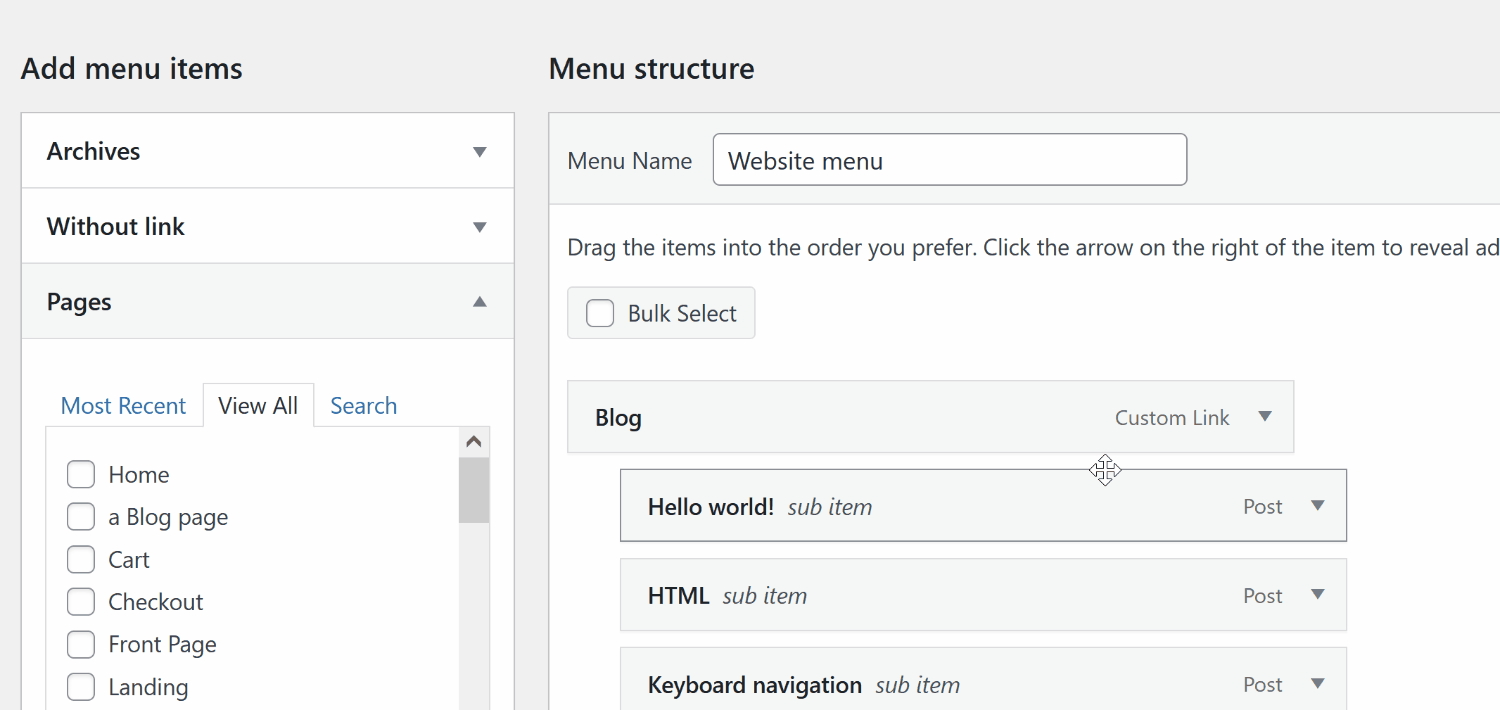 Add menu items
Archives
Without link
Pages
Most Recent View All Search
Home
a Blog page
Cart
Checkout
Front Page
Landing
Menu structure
Menu Name Website menu
Drag the items into the order you prefer. Click the arrow on the right of the item to reveal ad
Bulk Select
Blog Custom Link
Hello world! sub item Post
HTML sub item Post
Keyboard navigation sub item Post